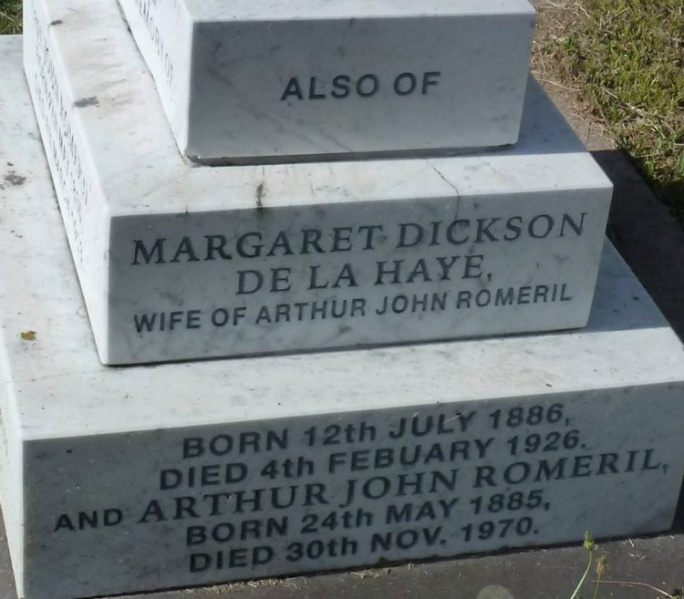 ALSO OF
MARGARET DICKSON
DE LA HAYE,
WIFE OF ARTHUR JOHN ROMERIL
BORN 12th JULY 1886,
DIED 4th FEBUARY 1926.
AND ARTHUR JOHN ROMERIL,
BORN 24th MAY 1885,
DIED 30th NOV. 1970.